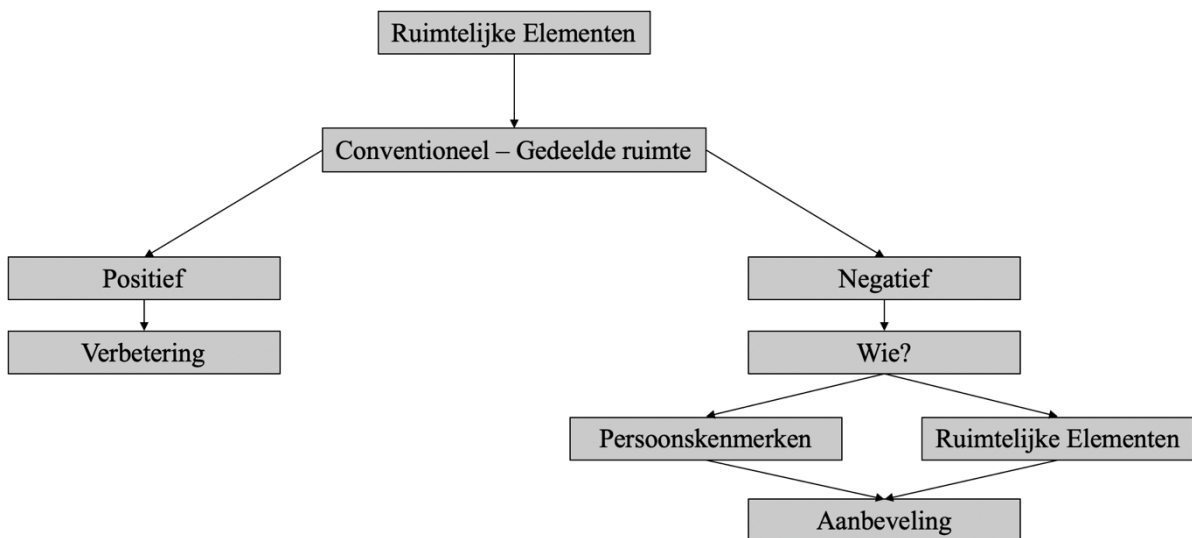 Ruimtelijke Elementen
Conventioneel – Gedeelde ruimte
Positief
Negatief
Verbetering
Wie?
Persoonskenmerken
Ruimtelijke Elementen
Aanbeveling